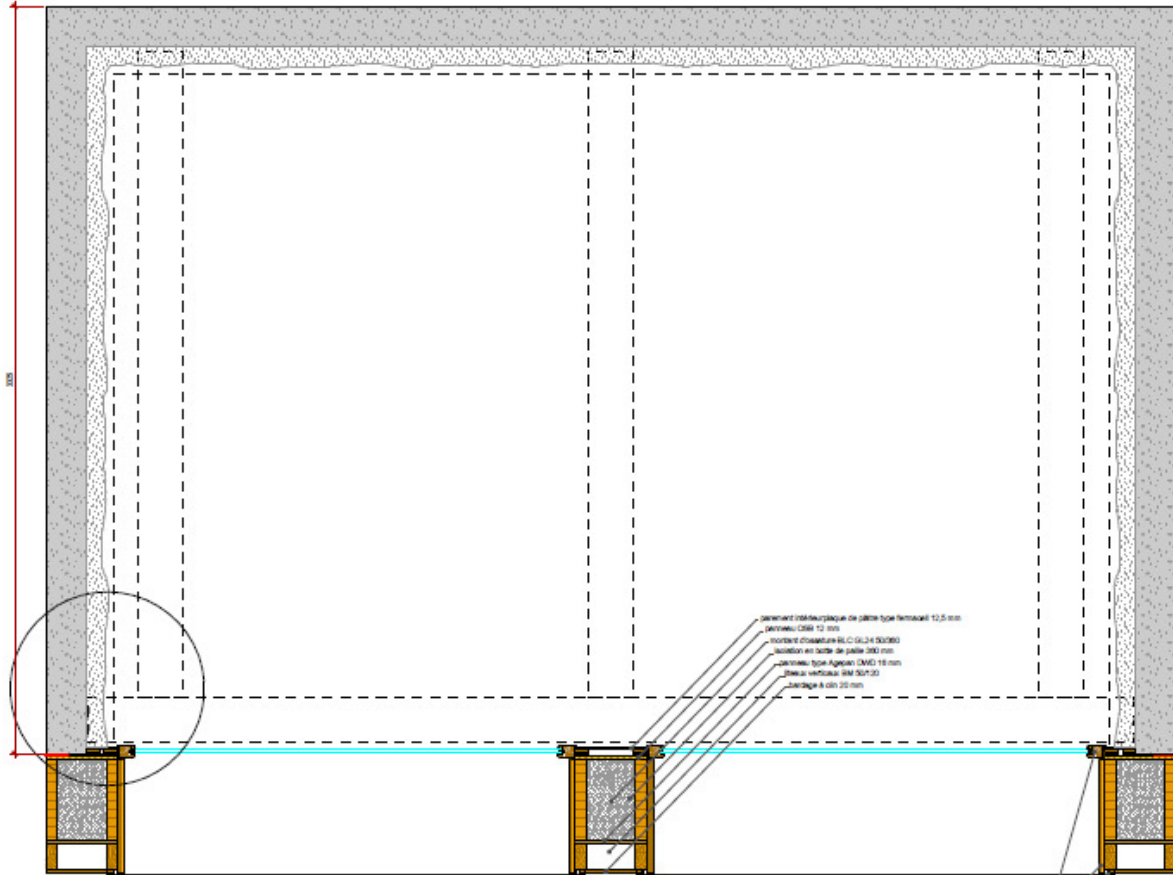 3325
parement intérieur plaque de plâtre type fermacell 12,5 mm
panneau OSB 12 mm
montant d'ossature BLC GL24 50/360
isolation en botte de paille 360 mm
panneau type Agepan DWD 16 mm
liteaux verticaux BM 50/120
bardage à clin 20 mm